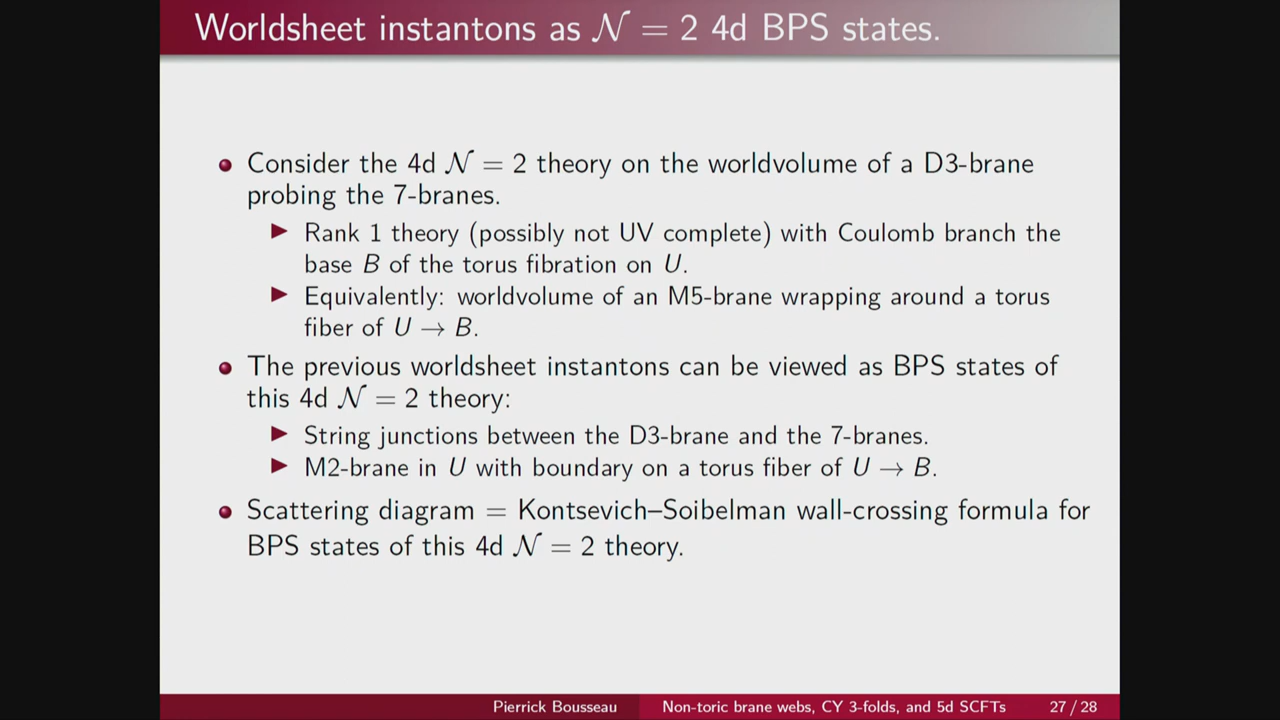 Worldsheet instantons as 𝒩 = 2 4d BPS states.
Consider the 4d 𝒩 = 2 theory on the worldvolume of a D3-brane
probing the 7-branes.
Rank 1 theory (possibly not UV complete) with Coulomb branch the
base B of the torus fibration on U.
Equivalently: worldvolume of an M5-brane wrapping around a torus
fiber of U → B.
The previous worldsheet instantons can be viewed as BPS states of
this 4d 𝒩 = 2 theory:
String junctions between the D3-brane and the 7-branes.
M2-brane in U with boundary on a torus fiber of U → B.
Scattering diagram = Kontsevich–Soibelman wall-crossing formula for
BPS states of this 4d 𝒩 = 2 theory.
Pierrick Bousseau Non-toric brane webs, CY 3-folds, and 5d SCFTs 27 / 28